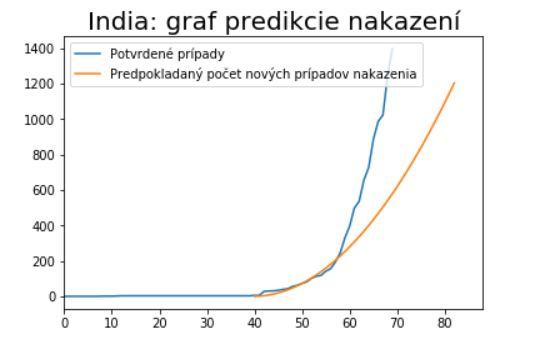 India: graf predikcie nakazení
Potvrdené prípady
Predpokladaný počet nových prípadov nakazenia
1400
1200
1000
800
600
400
200
0
0 10 20 30 40 50 60 70 80